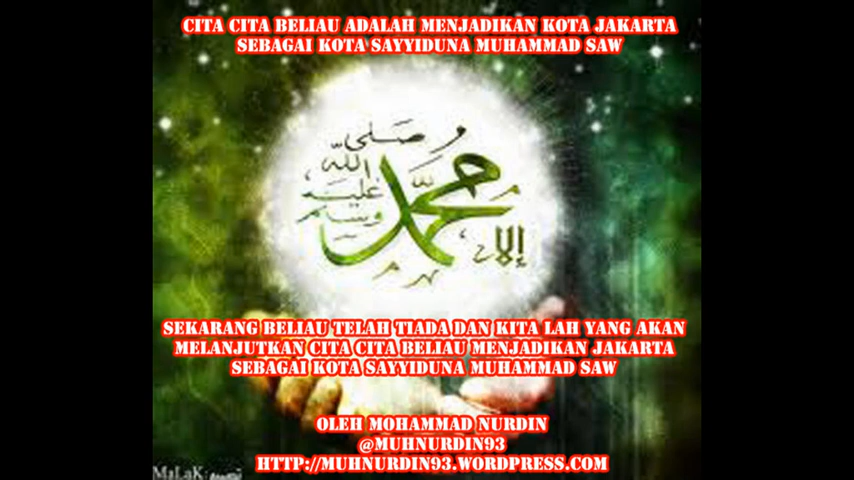 CITA CITA BELIAU ADALAH MENJADIKAN KOTA JAKARTA
SEBAGAI KOTA SAYYIDUNA MUHAMMAD SAW
إلا محمد صلى الله عليه وسلم
SEKARANG BELIAU TELAH TIADA DAN KITA LAH YANG AKAN
MELANJUTKAN CITA CITA BELIAU MENJADIKAN JAKARTA
SEBAGAI KOTA SAYYIDUNA MUHAMMAD SAW
OLEH MOHAMMAD NURDIN
@MUHNURDIN93
HTTP://MUHNURDIN93.WORDPRESS.COM
MaLaK تصميم